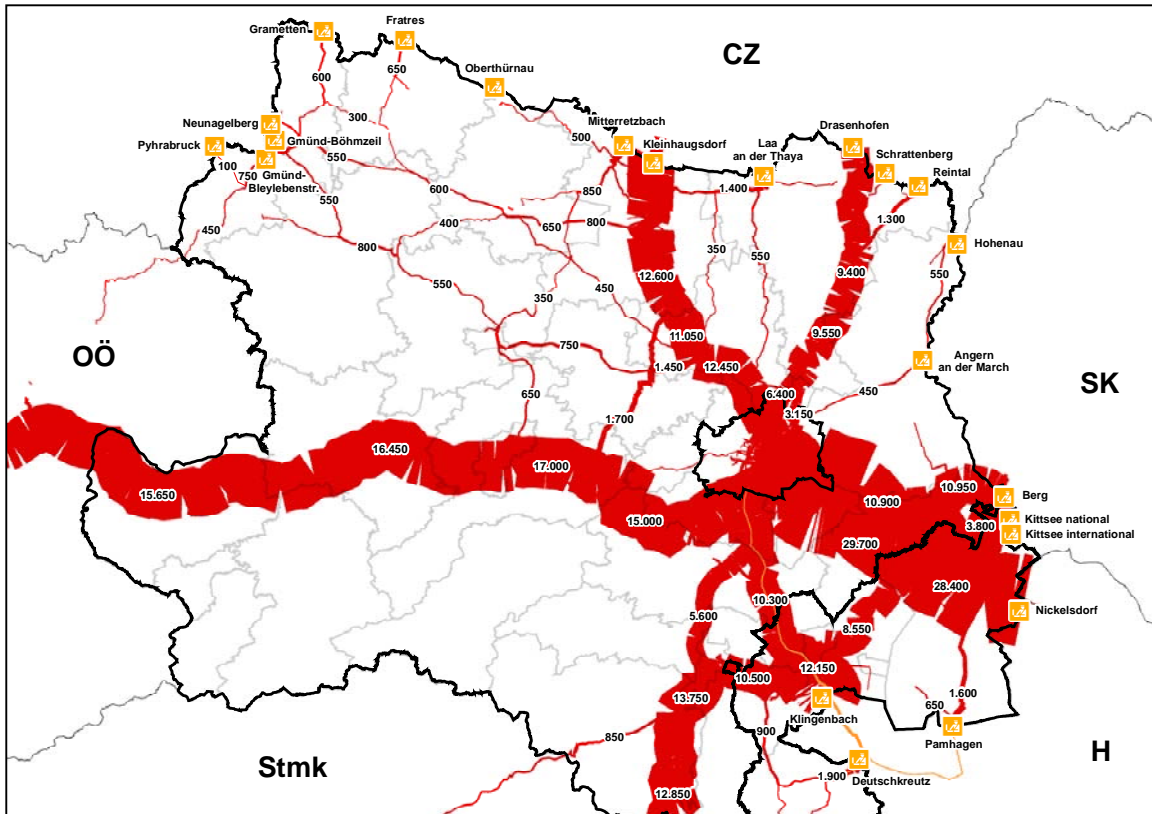 Fratres
Grametten
CZ
Oberthürnau
650
600
Neunagelberg
300
Mitterretzbach
500
Drasenhofen
Pyhrabruck
Gmünd-Böhmzeil
Kleinhaugsdorf
Laa
an der Thaya
Schrattenberg
100
750
Gmünd-
Bleylebenstr.
550
Reintal
600
850
1.400
550
400
650
800
1.300
450
800
350
550
Hohenau
550
12.600
9.400
550
350
450
11.050
9.550
OÖ
750
1.450
12.450
Angern
an der March
SK
650
6.400
450
1.700
3.150
16.450
17.000
15.650
10.900
10.950
Berg
15.000
3.800
Kittsee national
Kittsee international
29.700
28.400
10.300
Nickelsdorf
5.600
8.550
12.150
10.500
13.750
1.600
650
Klingenbach
850
900
Pamhagen
H
Stmk
1.900
Deutschkreutz
12.850